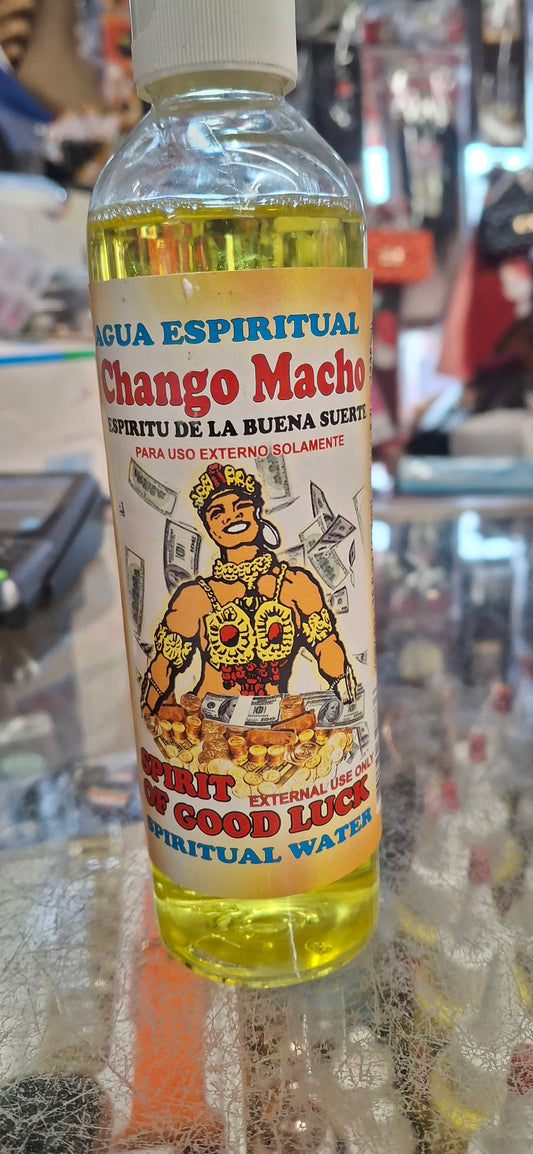 AGUA ESPIRITUAL
Chango Macho
ESPIRITU DE LA BUENA SUERTE
PARA USO EXTERNO SOLAMENTE
SPIRIT
OF GOOD LUCK
EXTERNAL USE ONLY
SPIRITUAL WATER